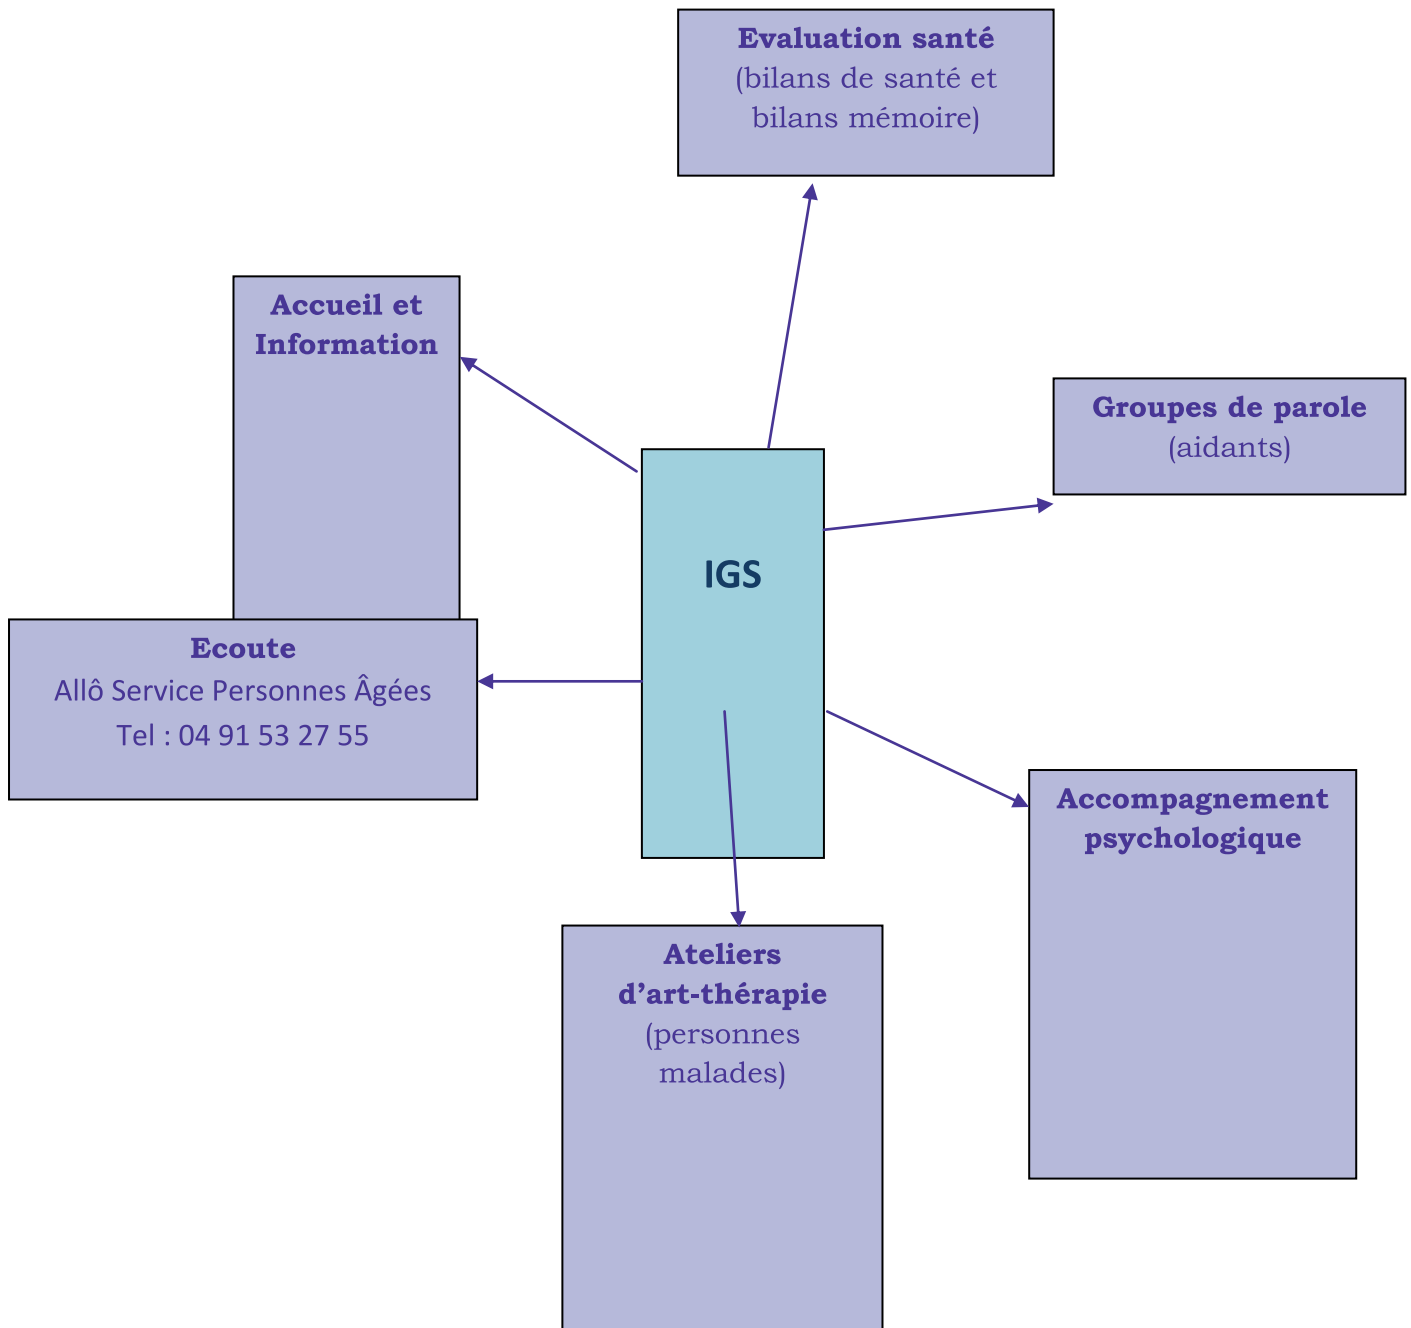 Evaluation santé
(bilans de santé et
bilans mémoire)
Accueil et
Information
Groupes de parole
(aidants)
IGS
Ecoute
Allô Service Personnes Âgées
Tel : 04 91 53 27 55
Accompagnement
psychologique
Ateliers
d’art-thérapie
(personnes
malades)